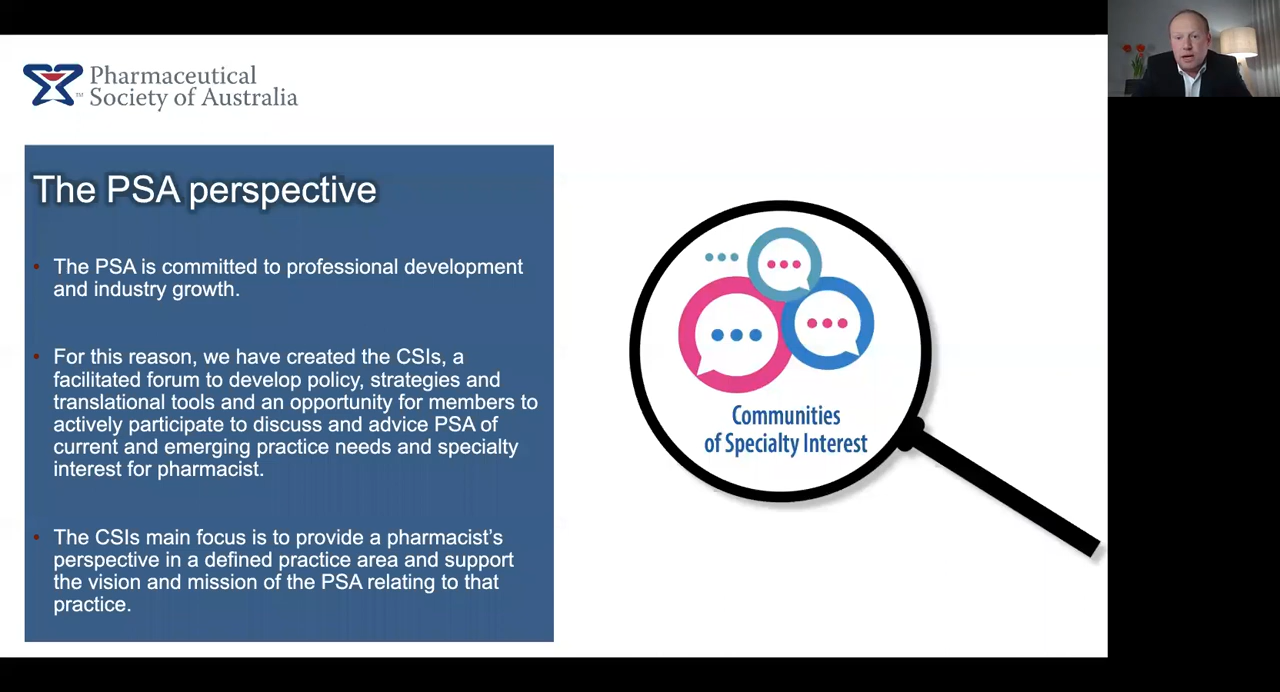 Pharmaceutical
Society of Australia
The PSA perspective
• The PSA is committed to professional development
and industry growth.
• For this reason, we have created the CSIs, a
facilitated forum to develop policy, strategies and
translational tools and an opportunity for members to
actively participate to discuss and advice PSA of
current and emerging practice needs and specialty
interest for pharmacist.
• The CSIs main focus is to provide a pharmacist’s
perspective in a defined practice area and support
the vision and mission of the PSA relating to that
practice.
Communities
of Specialty Interest